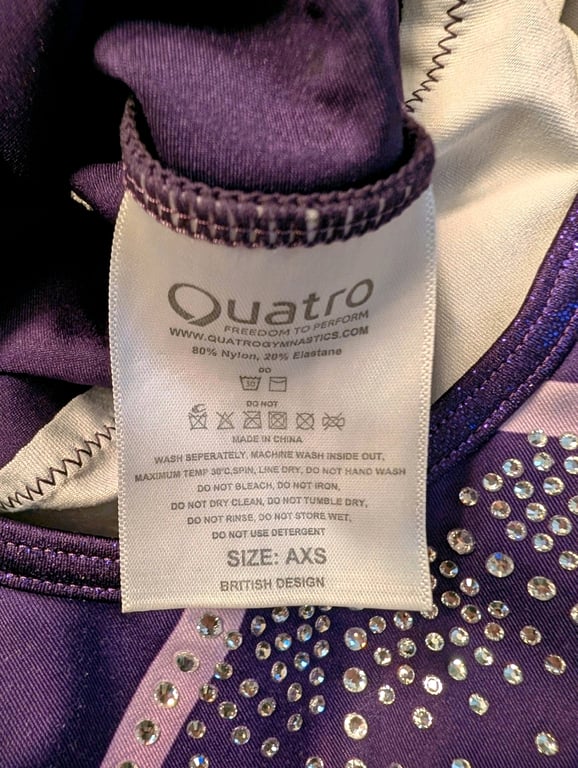 Quatro
FREEDOM TO PERFORM
WWW.QUATROGYMNASTICS.COM
80% Nylon, 20% Elastane
DO
30
DO NOT
MADE IN CHINA
WASH SEPERATELY, MACHINE WASH INSIDE OUT,
MAXIMUM TEMP 30°C,SPIN, LINE DRY, DO NOT HAND WASH
DO NOT BLEACH, DO NOT IRON,
DO NOT DRY CLEAN, DO NOT TUMBLE DRY,
DO NOT RINSE, DO NOT STORE WET,
DO NOT USE DETERGENT
SIZE: AXS
BRITISH DESIGN